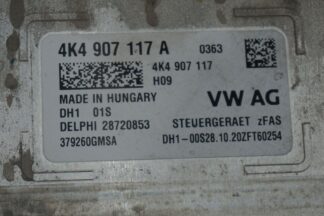 4K4 907 117 A 0363
4K4 907 117
H09
MADE IN HUNGARY
VW AG
DH1 01S
DELPHI 28720853
STEUERGERAET zFAS
379260GMSA
DH1-00S28.10.20ZFT60254